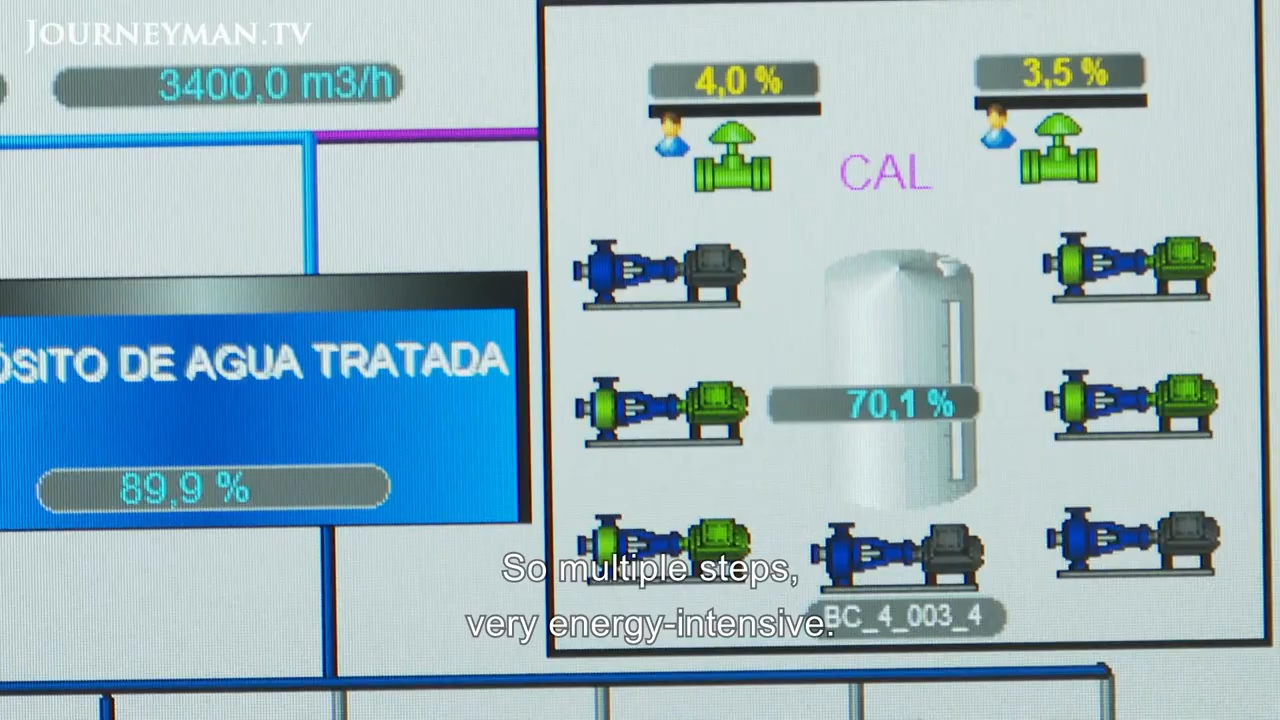 JOURNEYMAN.TV
3400,0 m3/h
4,0 %
3,5 %
CAL
ÓSITO DE AGUA TRATADA
70,1 %
89,9 %
So multiple steps,
very energy-intensive.
BC_4_003_4